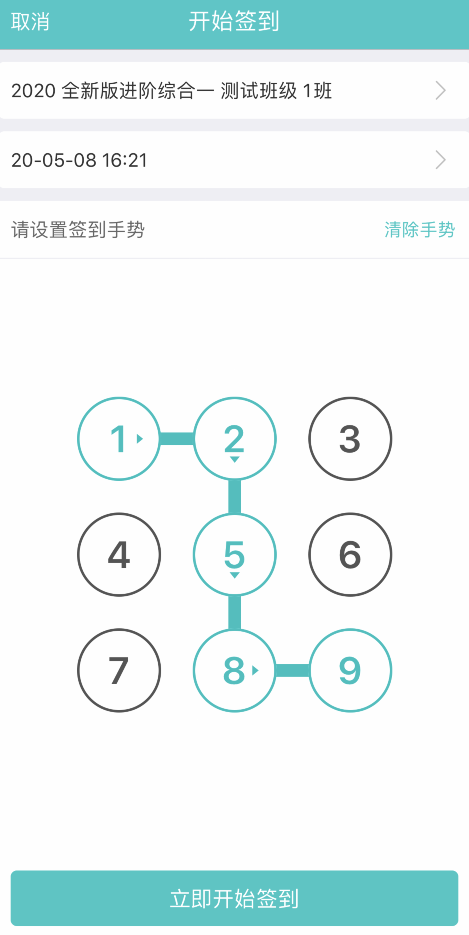 取消 开始签到
2020 全新版进阶综合一 测试班级 1班
20-05-08 16:21
请设置签到手势 清除手势
1 2 3
4 5 6
7 8 9
立即开始签到